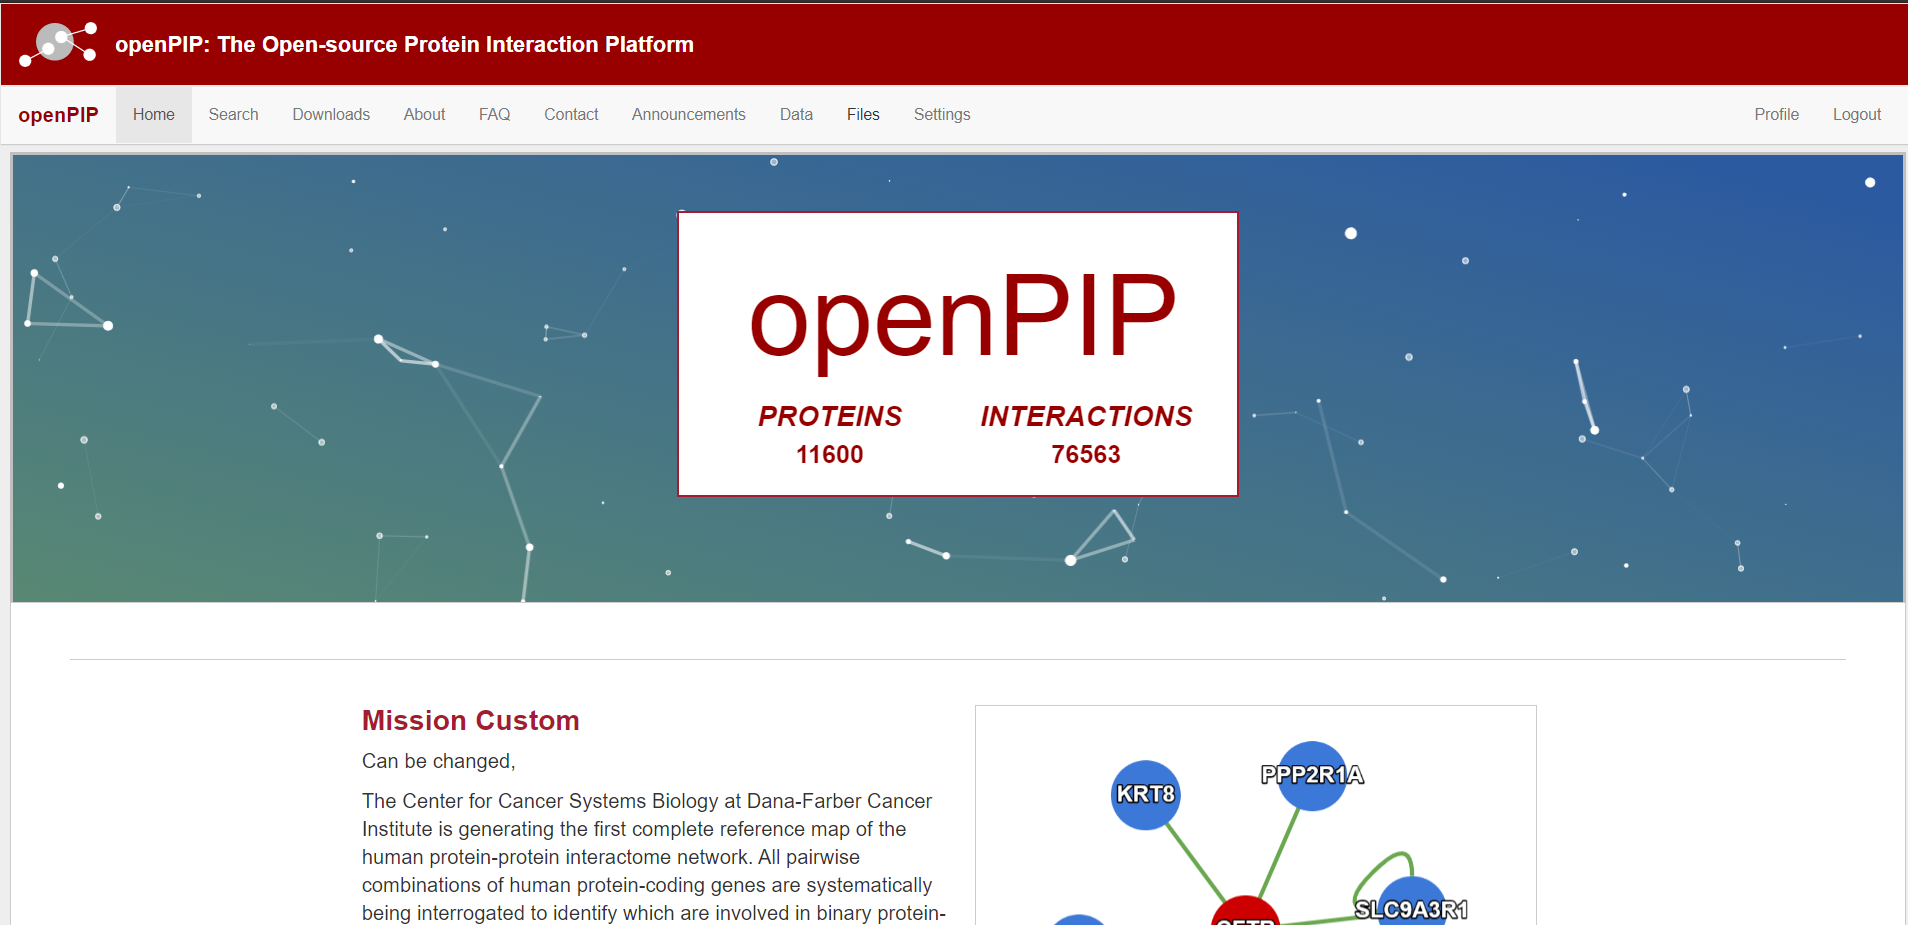 openPIP: The Open-source Protein Interaction Platform
openPIP Home Search Downloads About FAQ Contact Announcements Data Files Settings Profile Logout
openPIP
PROTEINS INTERACTIONS
11600 76563
Mission Custom
Can be changed,
The Center for Cancer Systems Biology at Dana-Farber Cancer
Institute is generating the first complete reference map of the
human protein-protein interactome network. All pairwise
combinations of human protein-coding genes are systematically
being interrogated to identify which are involved in binary protein-
PPP2R1A
KRT8
SLC9A3R1